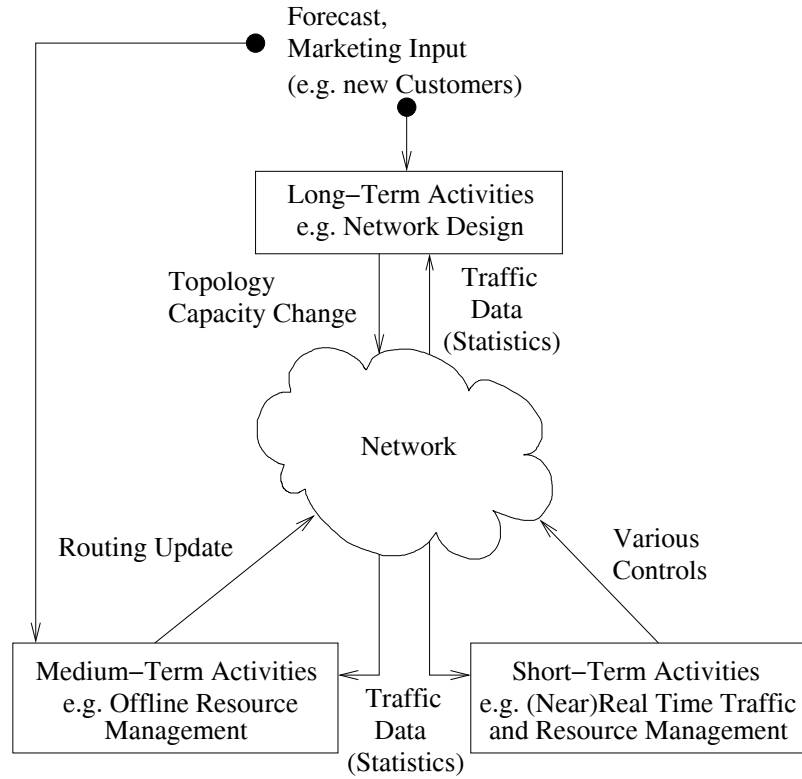 Forecast,
Marketing Input
(e.g. new Customers)
Long−Term Activities
e.g. Network Design
Topology
Capacity Change
Traffic
Data
(Statistics)
Network
Routing Update
Various
Controls
Medium−Term Activities
e.g. Offline Resource
Management
Traffic
Data
(Statistics)
Short−Term Activities
e.g. (Near)Real Time Traffic
and Resource Management